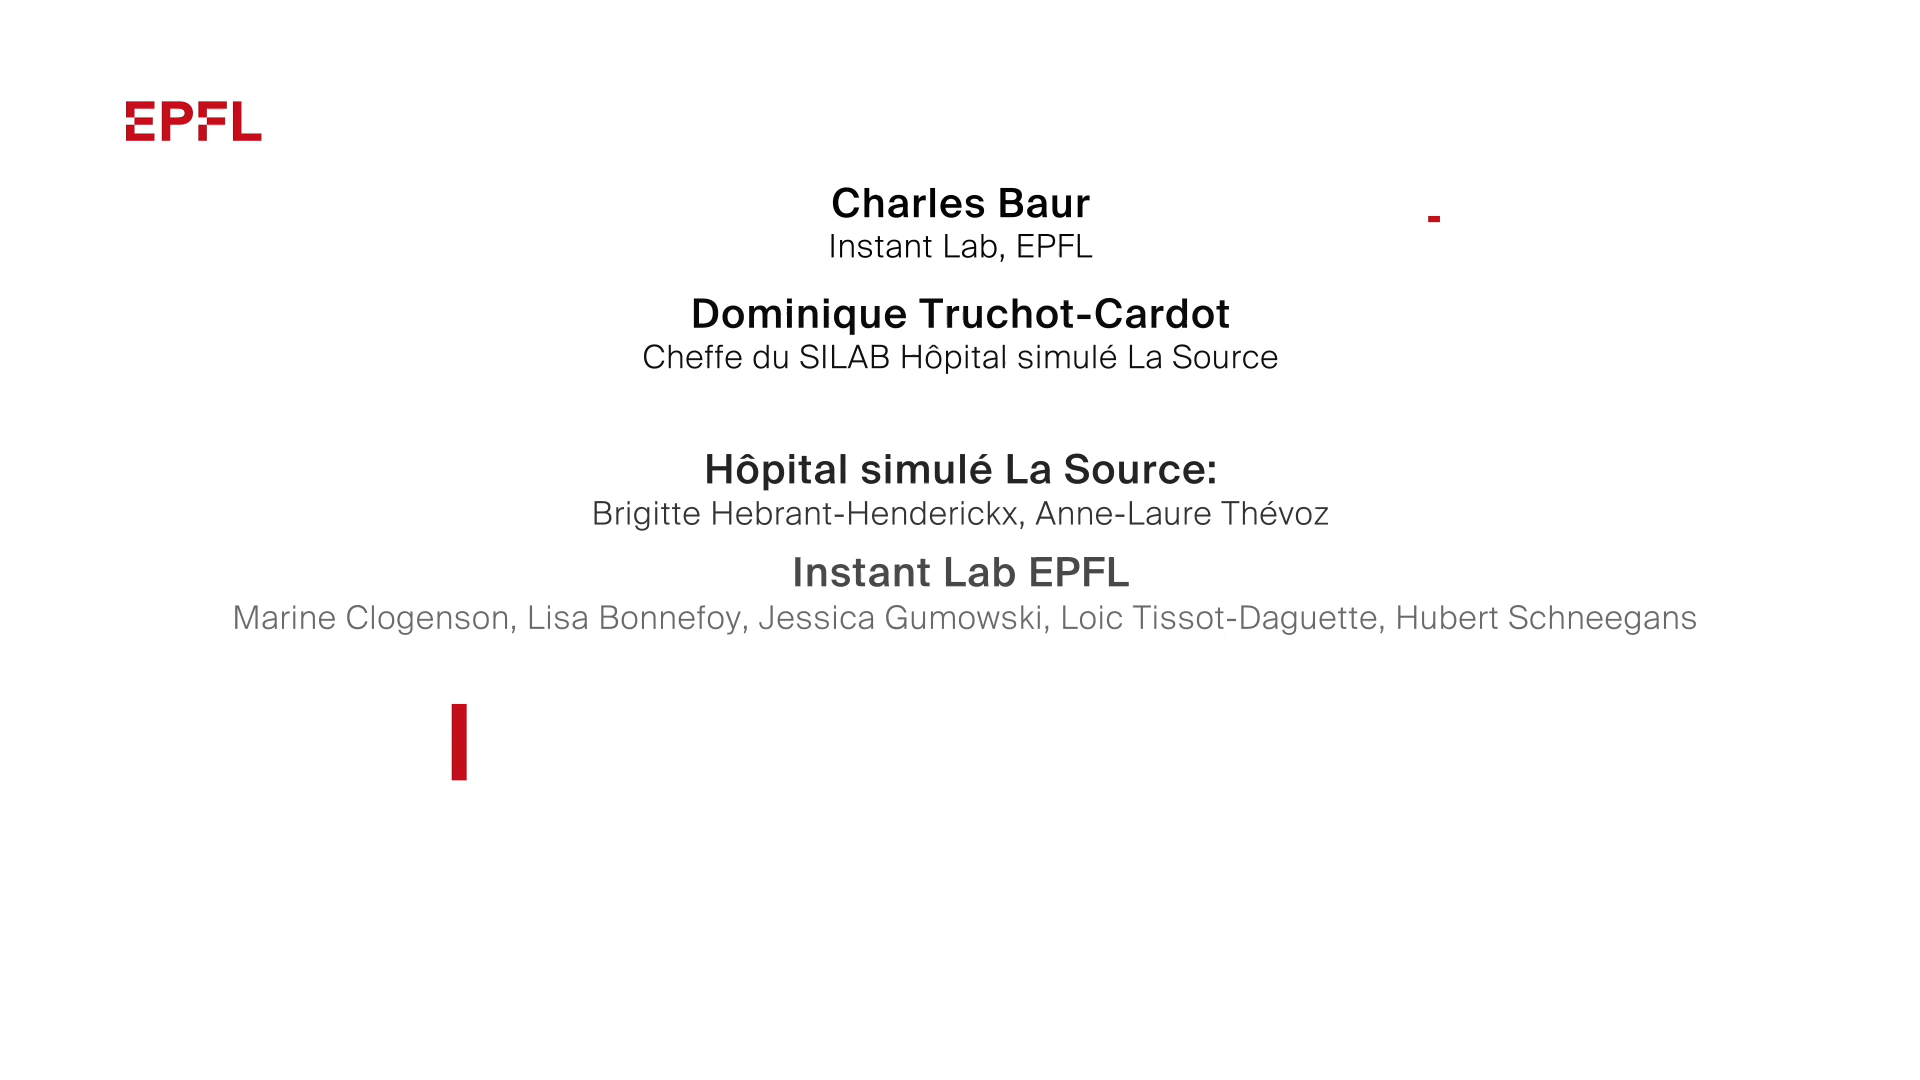 EPFL
Charles Baur
Instant Lab, EPFL
Dominique Truchot-Cardot
Cheffe du SILAB Hôpital simulé La Source
Hôpital simulé La Source:
Brigitte Hebrant-Henderickx, Anne-Laure Thévoz
Instant Lab EPFL
Marine Clogenson, Lisa Bonnefoy, Jessica Gumowski, Loic Tissot-Daguette, Hubert Schneegans